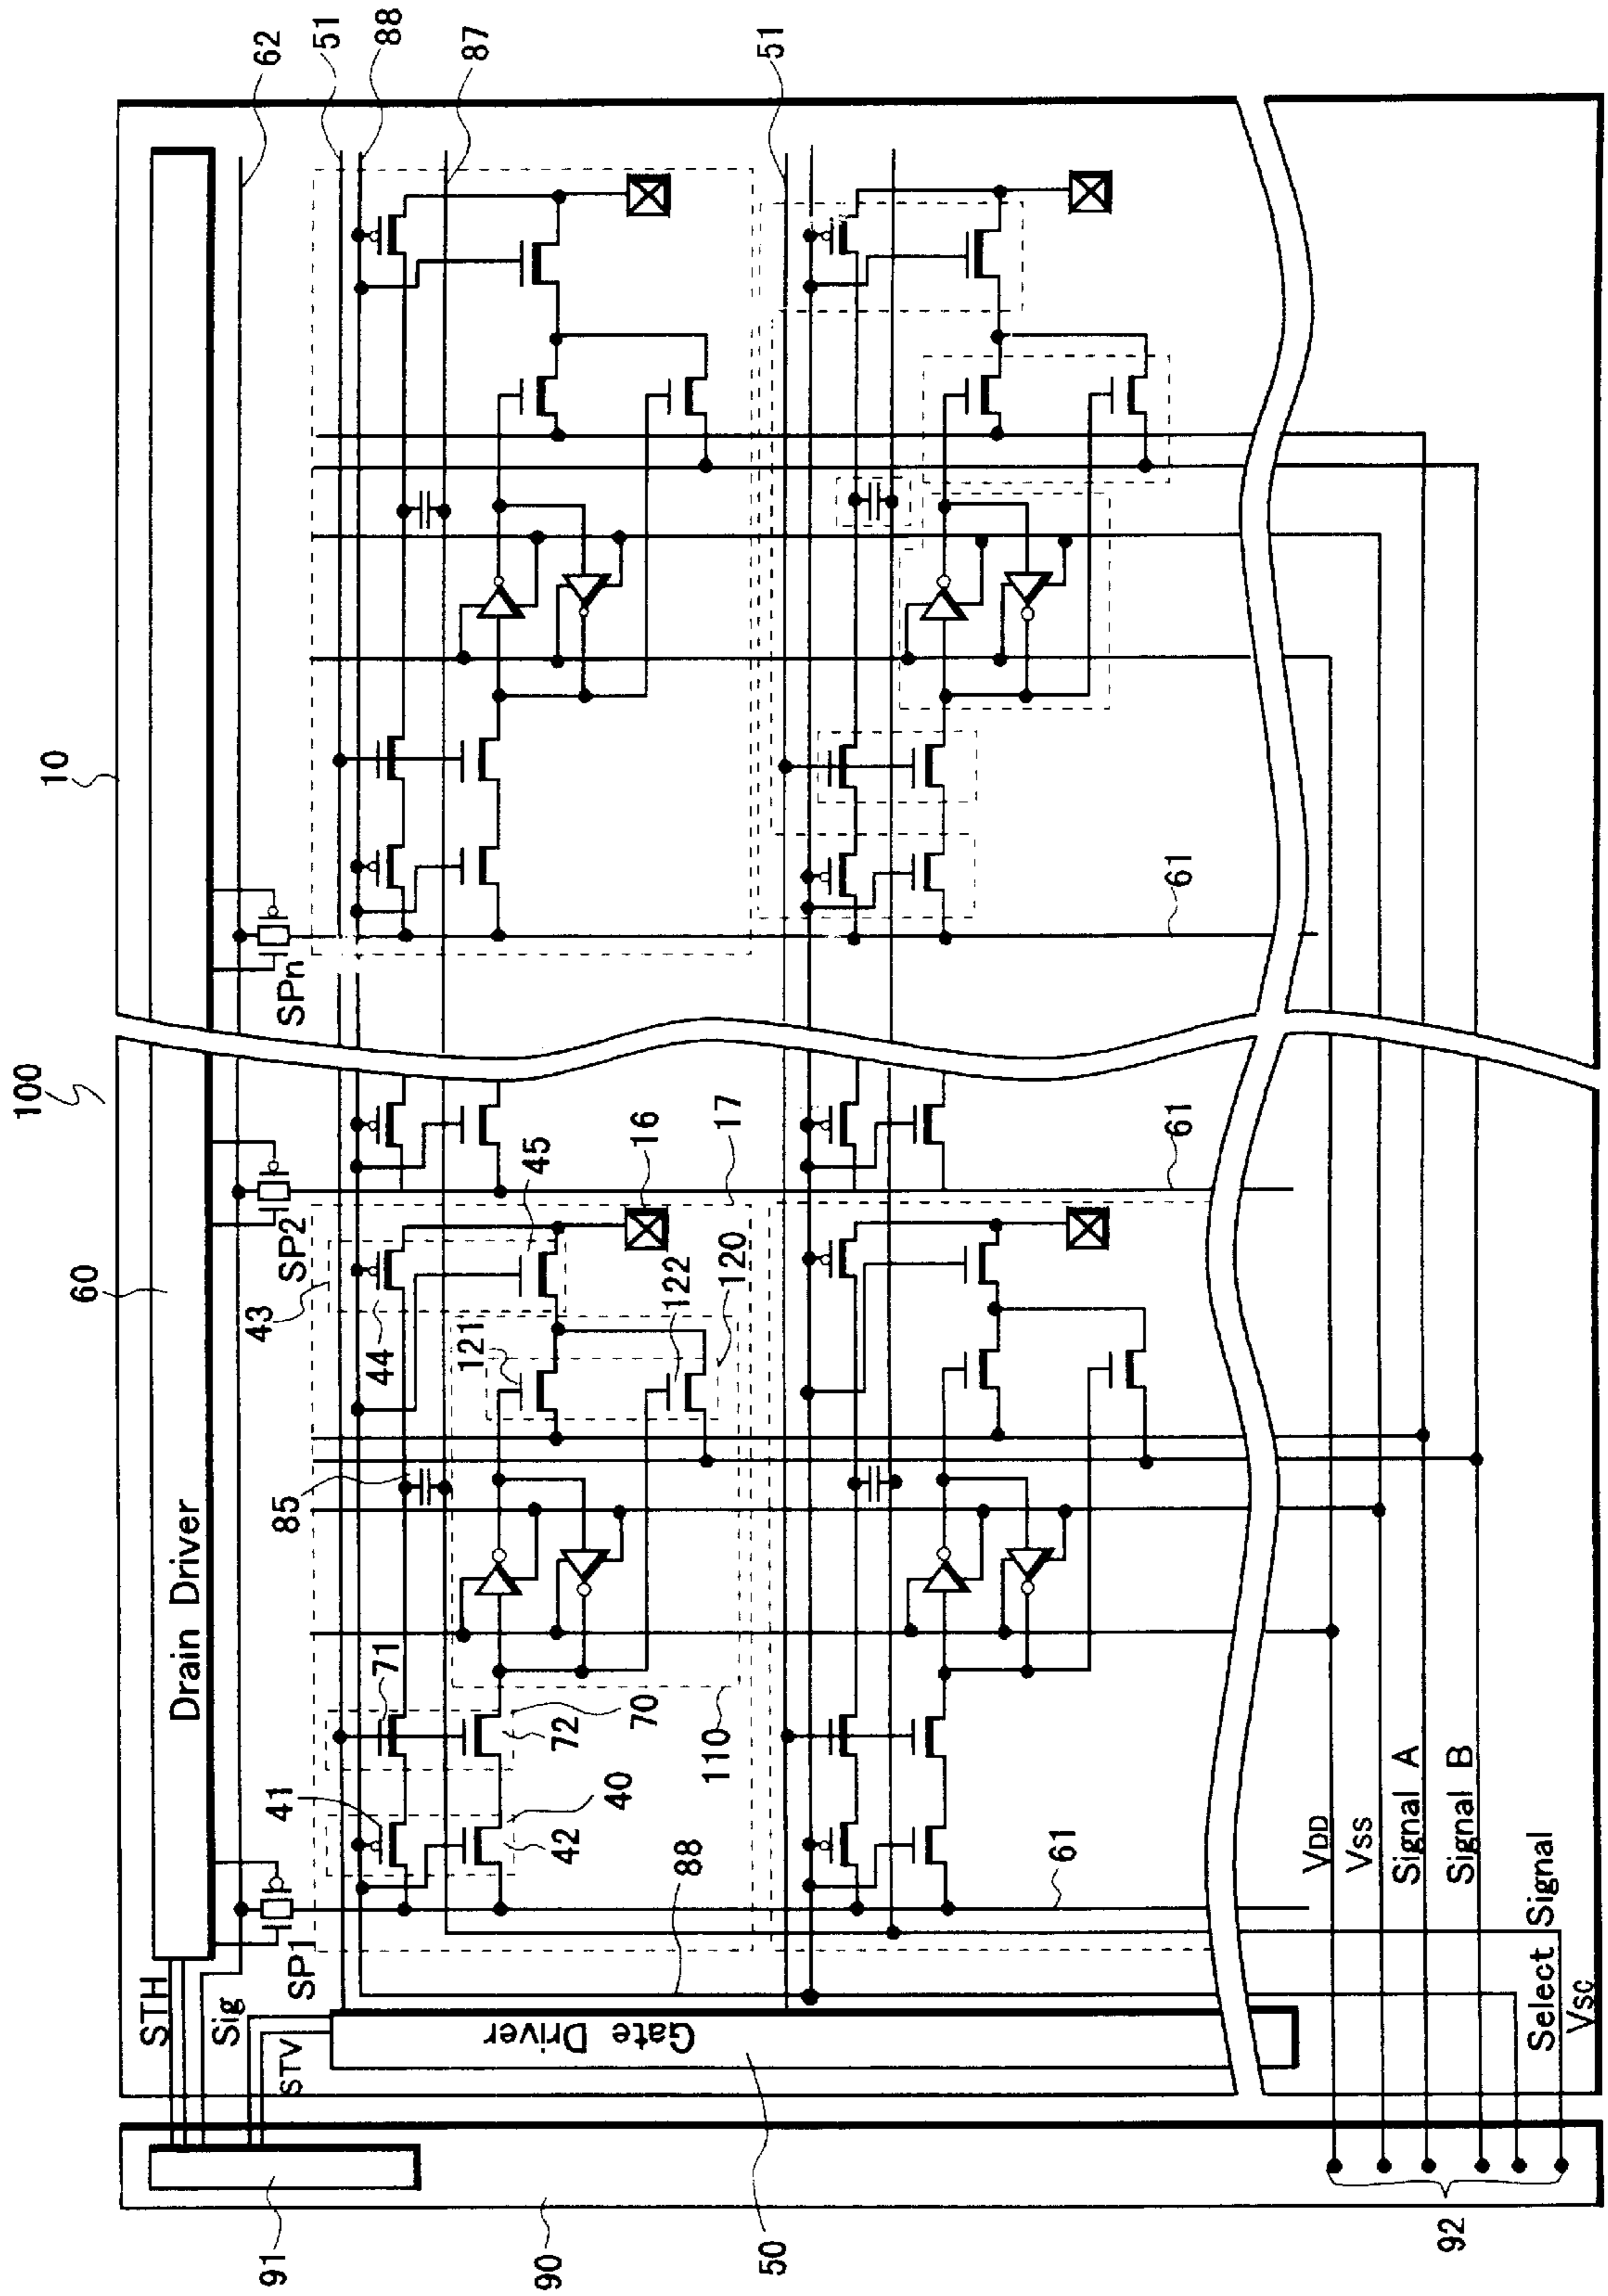 100
10
62
51
88
87
51
60
Drain Driver
STH
Sig
STV
SP1
SP2
SPn
41
71
85
44
43
121
45
16
17
122
120
40
42
70
72
110
88
61
61
61
Gate Driver
VDD
VSS
Signal A
Signal B
Select Signal
VSC
91
90
50
92